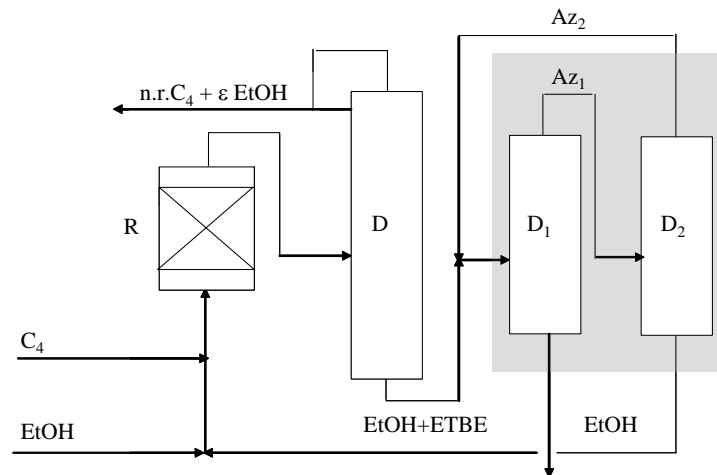 Az₂
Az₁
n.r.C₄ + ε EtOH
R
D
D₁
D₂
C₄
EtOH+ETBE
EtOH
EtOH